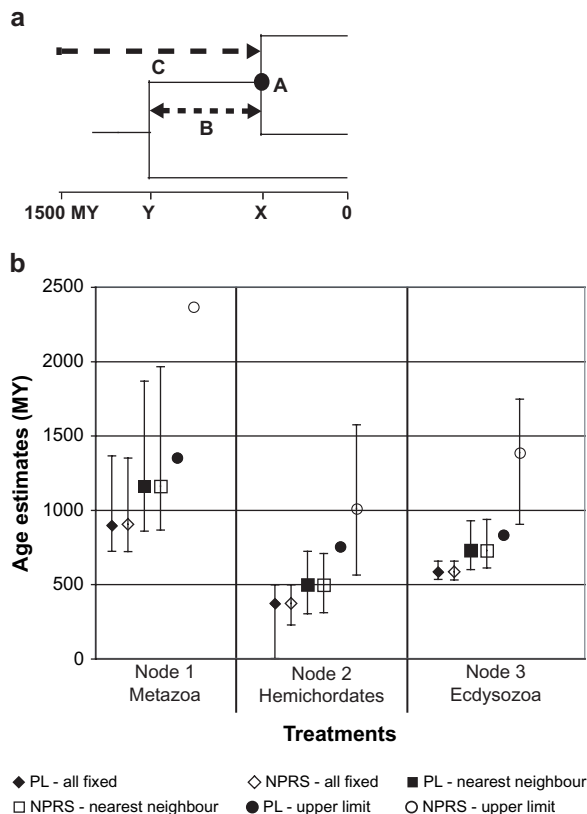 a
C
A
B
1500 MY Y X 0
b
Age estimates (MY)
2500
2000
1500
1000
500
0
Node 1 Node 2 Node 3
Metazoa Hemichordates Ecdysozoa
Treatments
PL - all fixed NPRS - all fixed PL - nearest neighbour
NPRS - nearest neighbour PL - upper limit NPRS - upper limit